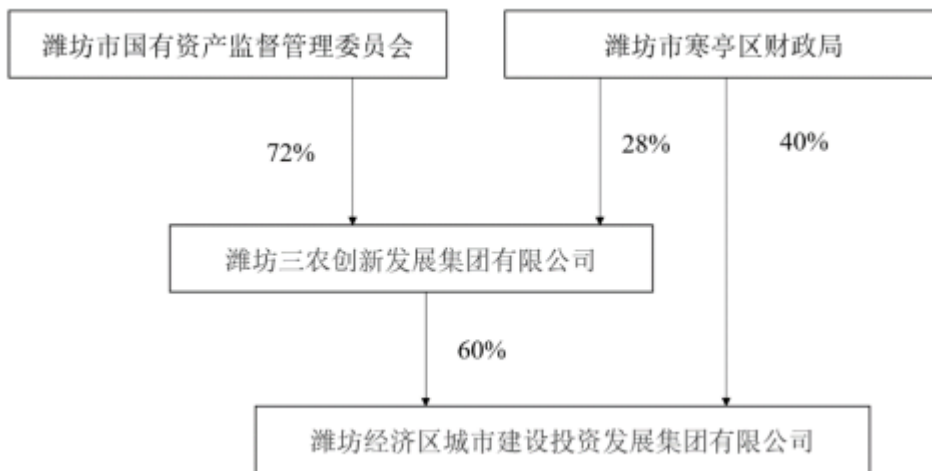 潍坊市国有资产监督管理委员会
潍坊市寒亭区财政局
72%
28%
40%
潍坊三农创新发展集团有限公司
60%
潍坊经济区城市建设投资发展集团有限公司